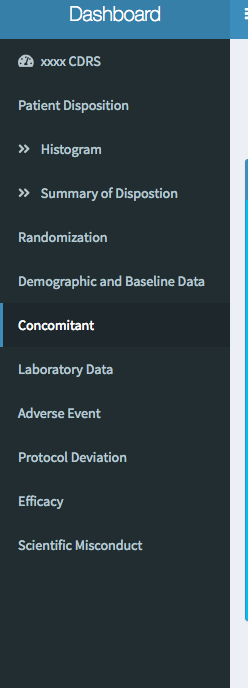 Dashboard
xxxx CDRS
Patient Disposition
Histogram
Summary of Dispostion
Randomization
Demographic and Baseline Data
Concomitant
Laboratory Data
Adverse Event
Protocol Deviation
Efficacy
Scientific Misconduct